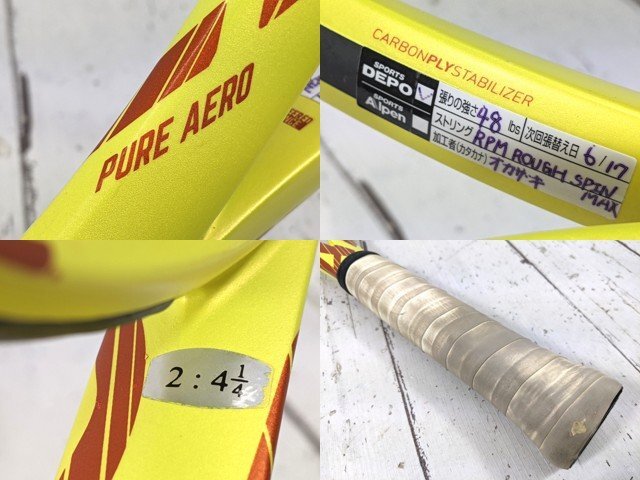 PURE AERO
CARBONPLYSTABILIZER
SPORTS
DEPO
SPORTS
Alpen
張りの強さ 48 lbs 次回張替え日 6/17
ストリング RPM ROUGH SPIN MAX
加工者(カタカナ) オカザキ
2 : 4 1/4